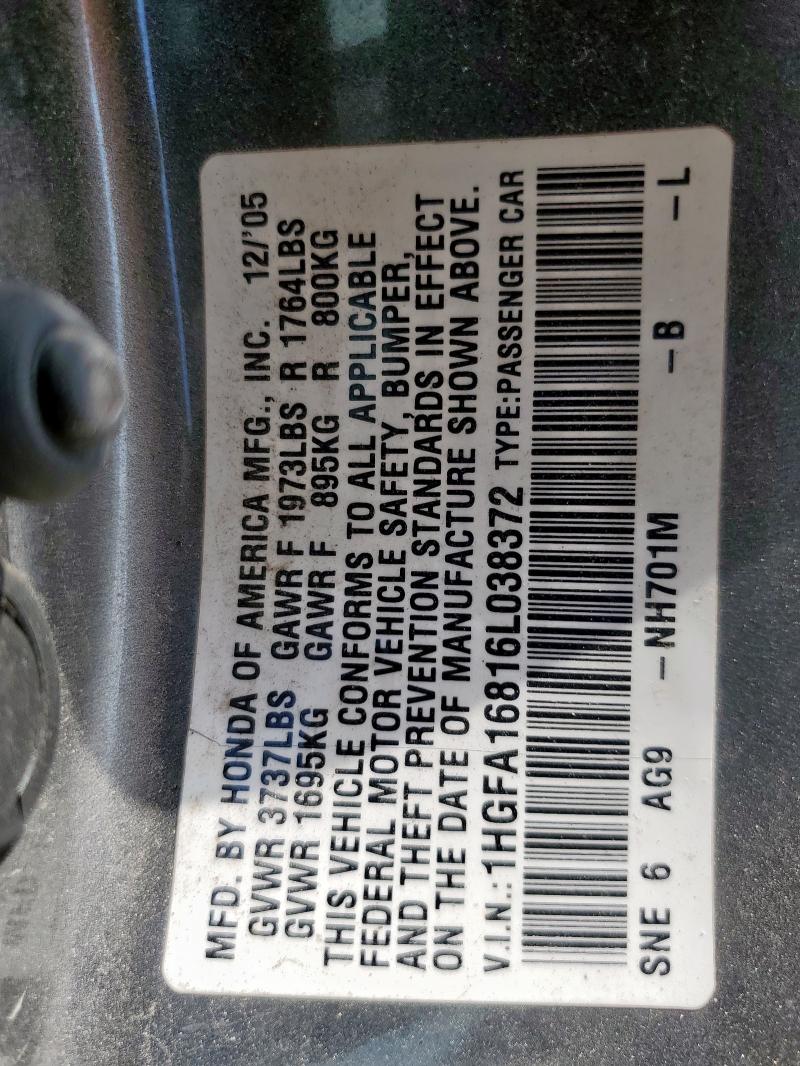 MFD. BY HONDA OF AMERICA MFG., INC. 12/'05
GVWR 3737LBS GAWR F 1973LBS R 1764LBS
GVWR 1695KG GAWR F 895KG R 800KG
THIS VEHICLE CONFORMS TO ALL APPLICABLE
FEDERAL MOTOR VEHICLE SAFETY, BUMPER,
AND THEFT PREVENTION STANDARDS IN EFFECT
ON THE DATE OF MANUFACTURE SHOWN ABOVE.
V.I.N.: 1HGFA16816L038372 TYPE:PASSENGER CAR
SNE 6 AG9 -NH701M -B -L